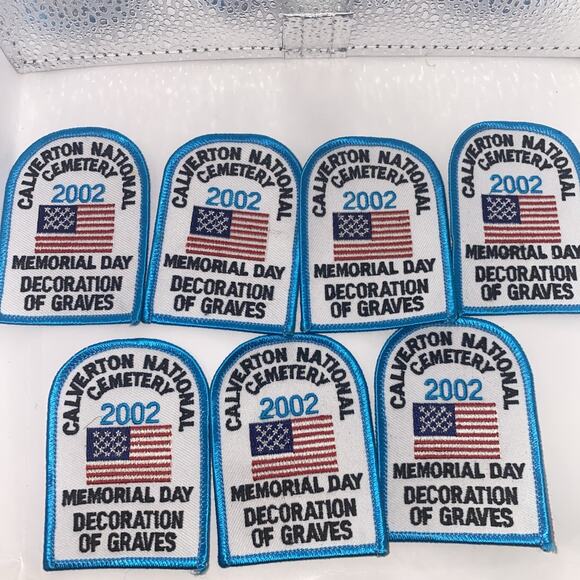 CALVERTON NATIONAL
CEMETERY
2002
MEMORIAL DAY
DECORATION
OF GRAVES
CALVERTON NATIONAL
CEMETERY
2002
MEMORIAL DAY
DECORATION
OF GRAVES
CALVERTON NATIONAL
CEMETERY
2002
MEMORIAL DAY
DECORATION
OF GRAVES
CALVERTON NATIONAL
CEMETERY
2002
MEMORIAL DAY
DECORATION
OF GRAVES
CALVERTON NATIONAL
CEMETERY
2002
MEMORIAL DAY
DECORATION
OF GRAVES
CALVERTON NATIONAL
CEMETERY
2002
MEMORIAL DAY
DECORATION
OF GRAVES
CALVERTON NATIONAL
CEMETERY
2002
MEMORIAL DAY
DECORATION
OF GRAVES